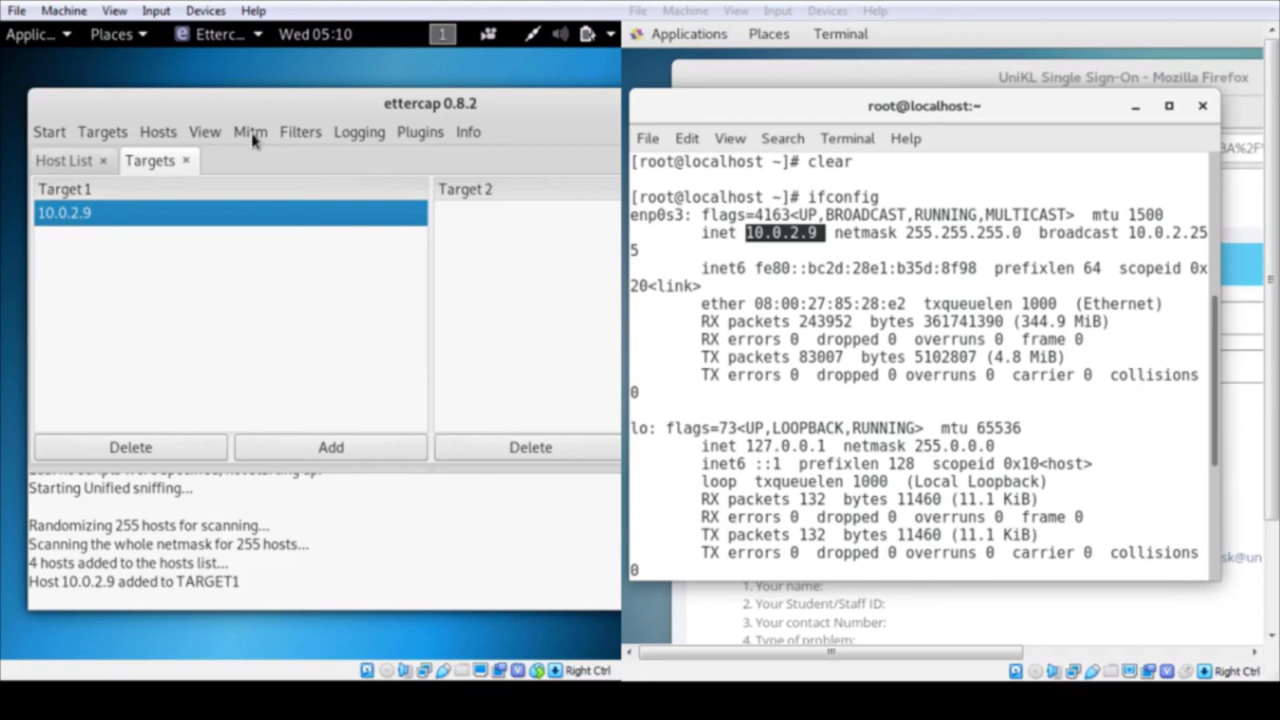 File Machine View Input Devices Help
Applic... Places Etterc... Wed 05:10 1
ettercap 0.8.2
Start Targets Hosts View Mitm Filters Logging Plugins Info
Host List × Targets ×
Target 1 Target 2
10.0.2.9
Delete Add Delete
Starting Unified sniffing...
Randomizing 255 hosts for scanning...
Scanning the whole netmask for 255 hosts...
4 hosts added to the hosts list...
Host 10.0.2.9 added to TARGET1
Right Ctrl
File Machine View Input Devices Help
Applications Places Terminal
UniKL Single Sign-On - Mozilla Firefox
root@localhost:~
File Edit View Search Terminal Help
[root@localhost ~]# clear
[root@localhost ~]# ifconfig
enp0s3: flags=4163<UP,BROADCAST,RUNNING,MULTICAST> mtu 1500
inet 10.0.2.9 netmask 255.255.255.0 broadcast 10.0.2.25
5
inet6 fe80::bc2d:28e1:b35d:8f98 prefixlen 64 scopeid 0x
20<link>
ether 08:00:27:85:28:e2 txqueuelen 1000 (Ethernet)
RX packets 243952 bytes 361741390 (344.9 MiB)
RX errors 0 dropped 0 overruns 0 frame 0
TX packets 83007 bytes 5102807 (4.8 MiB)
TX errors 0 dropped 0 overruns 0 carrier 0 collisions
0
lo: flags=73<UP,LOOPBACK,RUNNING> mtu 65536
inet 127.0.0.1 netmask 255.0.0.0
inet6 ::1 prefixlen 128 scopeid 0x10<host>
loop txqueuelen 1000 (Local Loopback)
RX packets 132 bytes 11460 (11.1 KiB)
RX errors 0 dropped 0 overruns 0 frame 0
TX packets 132 bytes 11460 (11.1 KiB)
TX errors 0 dropped 0 overruns 0 carrier 0 collisions
0
3A%2F
sk@un
1. Your name:
2. Your Student/Staff ID:
3. Your contact Number:
4. Type of problem:
Right Ctrl